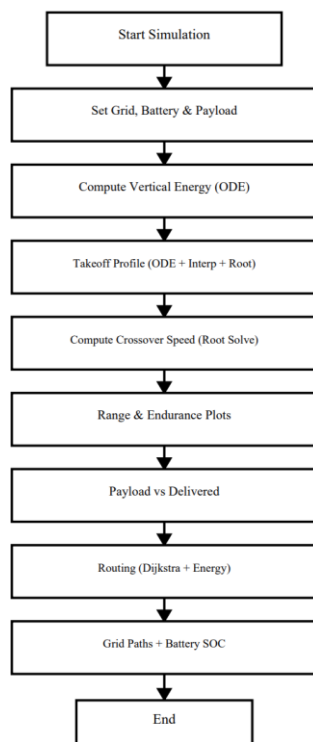 Start Simulation
Set Grid, Battery & Payload
Compute Vertical Energy (ODE)
Takeoff Profile (ODE + Interp + Root)
Compute Crossover Speed (Root Solve)
Range & Endurance Plots
Payload vs Delivered
Routing (Dijkstra + Energy)
Grid Paths + Battery SOC
End